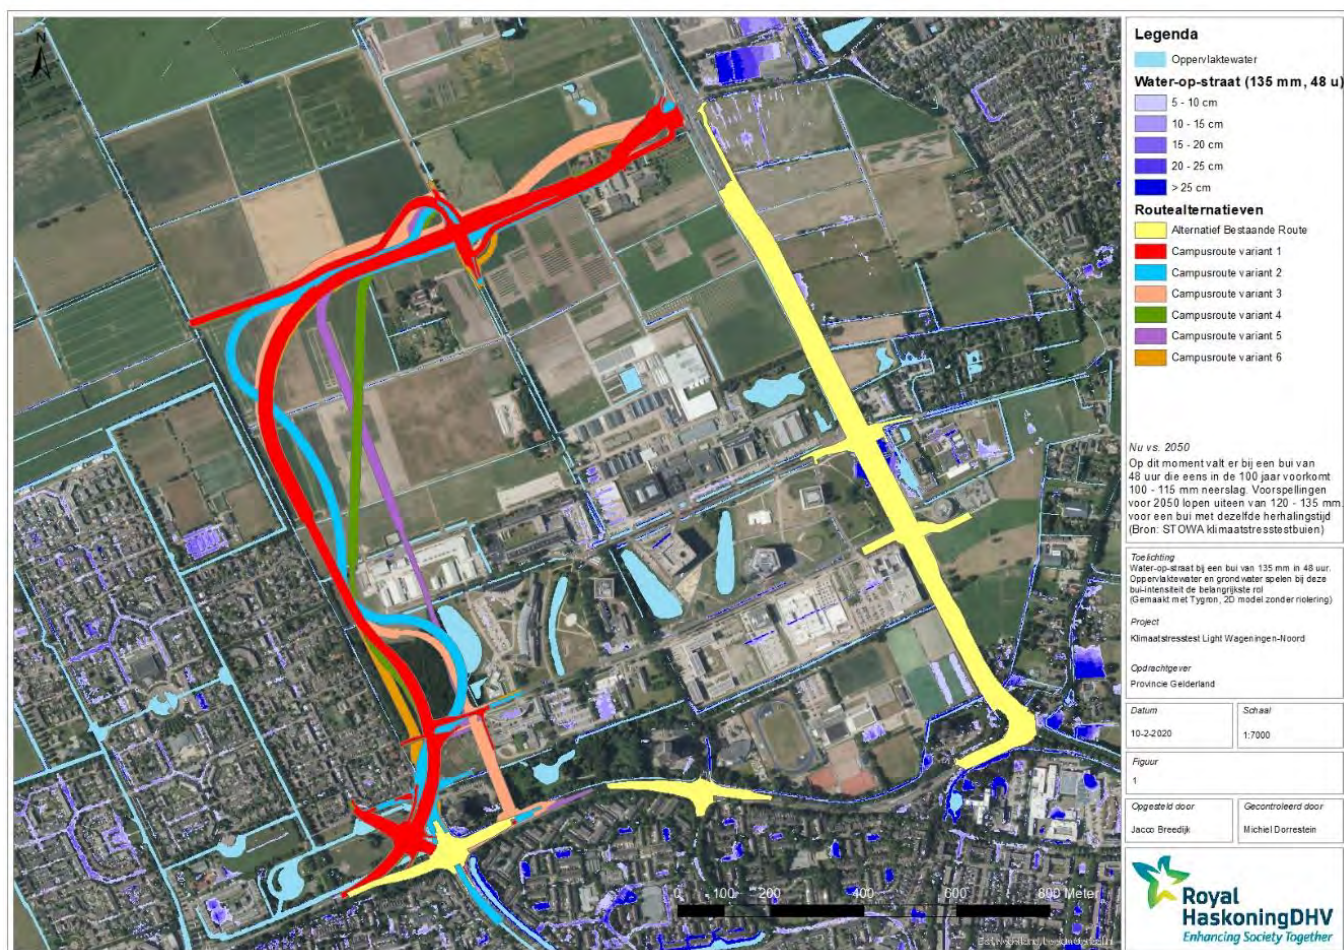 N
Legenda
Oppervlaktewater
Water-op-straat (135 mm, 48 u)
5 - 10 cm
10 - 15 cm
15 - 20 cm
20 - 25 cm
> 25 cm
Routealternatieven
Alternatief Bestaande Route
Campusroute variant 1
Campusroute variant 2
Campusroute variant 3
Campusroute variant 4
Campusroute variant 5
Campusroute variant 6
Nu vs. 2050
Op dit moment valt er bij een bui van
48 uur die eens in de 100 jaar voorkomt
100 - 115 mm neerslag. Voorspellingen
voor 2050 lopen uiteen van 120 - 135 mm
voor een bui met dezelfde herhalingstijd
(Bron: STOWA klimaatstresstestbuien)
Toelichting
Water-op-straat bij een bui van 135 mm in 48 uur.
Oppervlaktewater en grondwater spelen bij deze
bui-intensiteit de belangrijkste rol
(Gemaakt met Tygron, 2D model zonder riolering)
Project
Klimaatstresstest Light Wageningen-Noord
Opdrachtgever
Provincie Gelderland
Datum
10-2-2020
Schaal
1:7000
Figuur
1
Opgesteld door
Jacco Breedijk
Gecontroleerd door
Michiel Dorrestein
0 100 200 400 600 800 Meter
Royal
HaskoningDHV
Enhancing Society Together